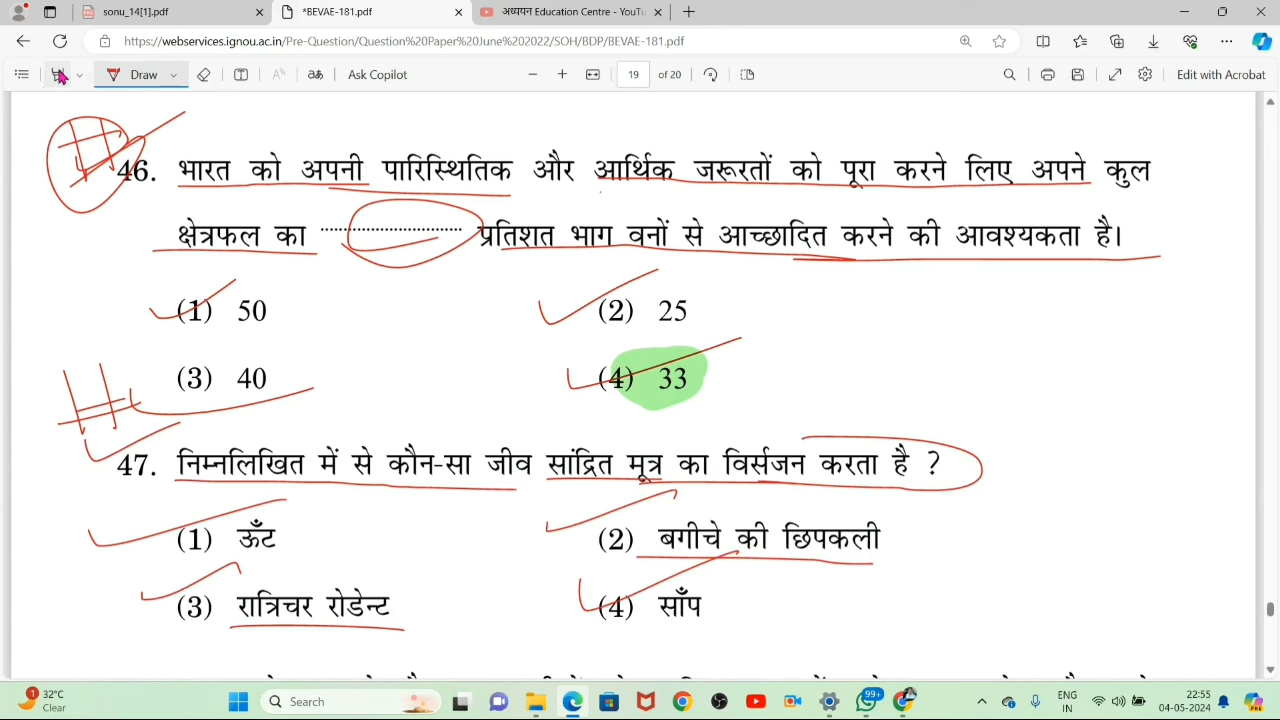 sonu_14[1].pdf
*BEVAE-181.pdf
अध्ययन Education Centre - YouTu
https://webservices.ignou.ac.in/Pre-Question/Question%20Paper%20June%202022/SOH/BDP/BEVAE-181.pdf
Draw
Ask Copilot
19 of 20
Edit with Acrobat
46. भारत को अपनी पारिस्थितिक और आर्थिक जरूरतों को पूरा करने लिए अपने कुल
क्षेत्रफल का ........................... प्रतिशत भाग वनों से आच्छादित करने की आवश्यकता है।
(1) 50 (2) 25
(3) 40 (4) 33
47. निम्नलिखित में से कौन-सा जीव सांद्रित मूत्र का विर्सजन करता है ?
(1) ऊँट (2) बगीचे की छिपकली
(3) रात्रिचर रोडेन्ट (4) साँप
1 32°C
Clear
Search
99+
ENG
IN
22:55
04-05-2024